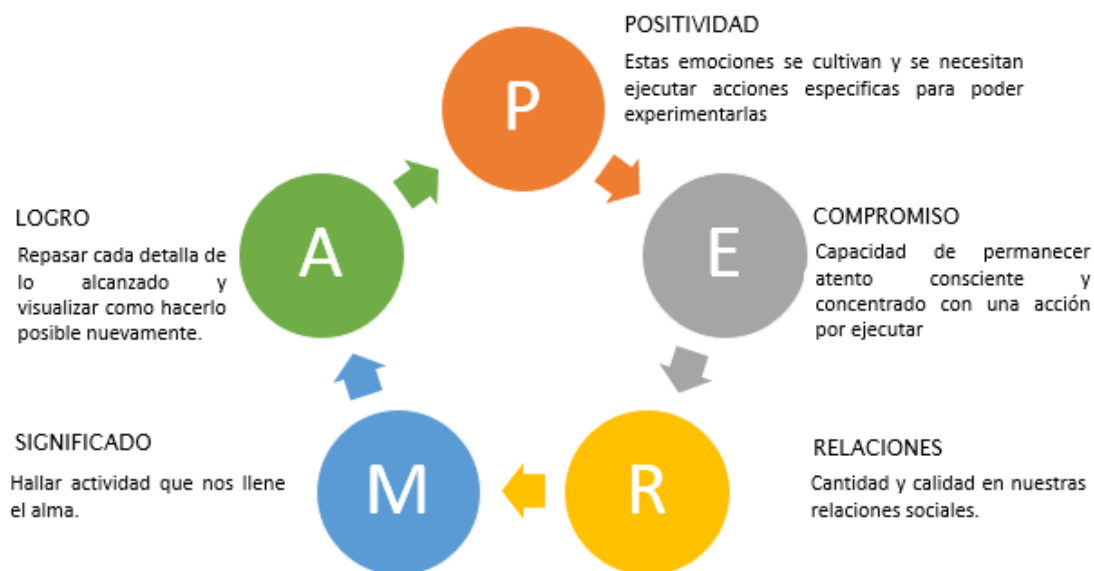 POSITIVIDAD
Estas emociones se cultivan y se necesitan
ejecutar acciones especificas para poder
experimentarlas
P
E
COMPROMISO
Capacidad de permanecer
atento consciente y
concentrado con una acción
por ejecutar
R
RELACIONES
Cantidad y calidad en nuestras
relaciones sociales.
M
SIGNIFICADO
Hallar actividad que nos llene
el alma.
A
LOGRO
Repasar cada detalla de
lo alcanzado y
visualizar como hacerlo
posible nuevamente.